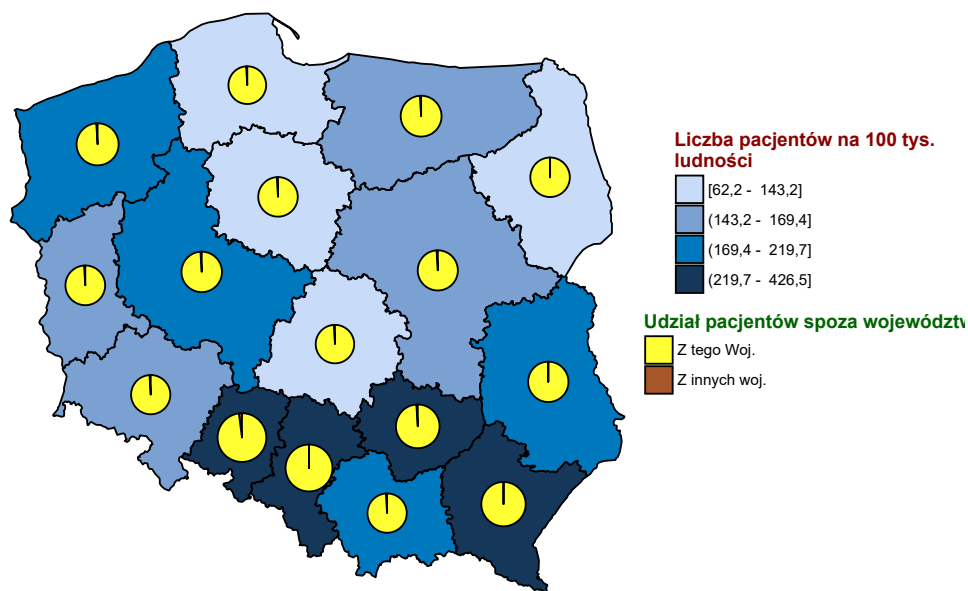 Liczba pacjentów na 100 tys.
ludności
[62,2 - 143,2]
(143,2 - 169,4]
(169,4 - 219,7]
(219,7 - 426,5]
Udział pacjentów spoza województw
Z tego Woj.
Z innych woj.